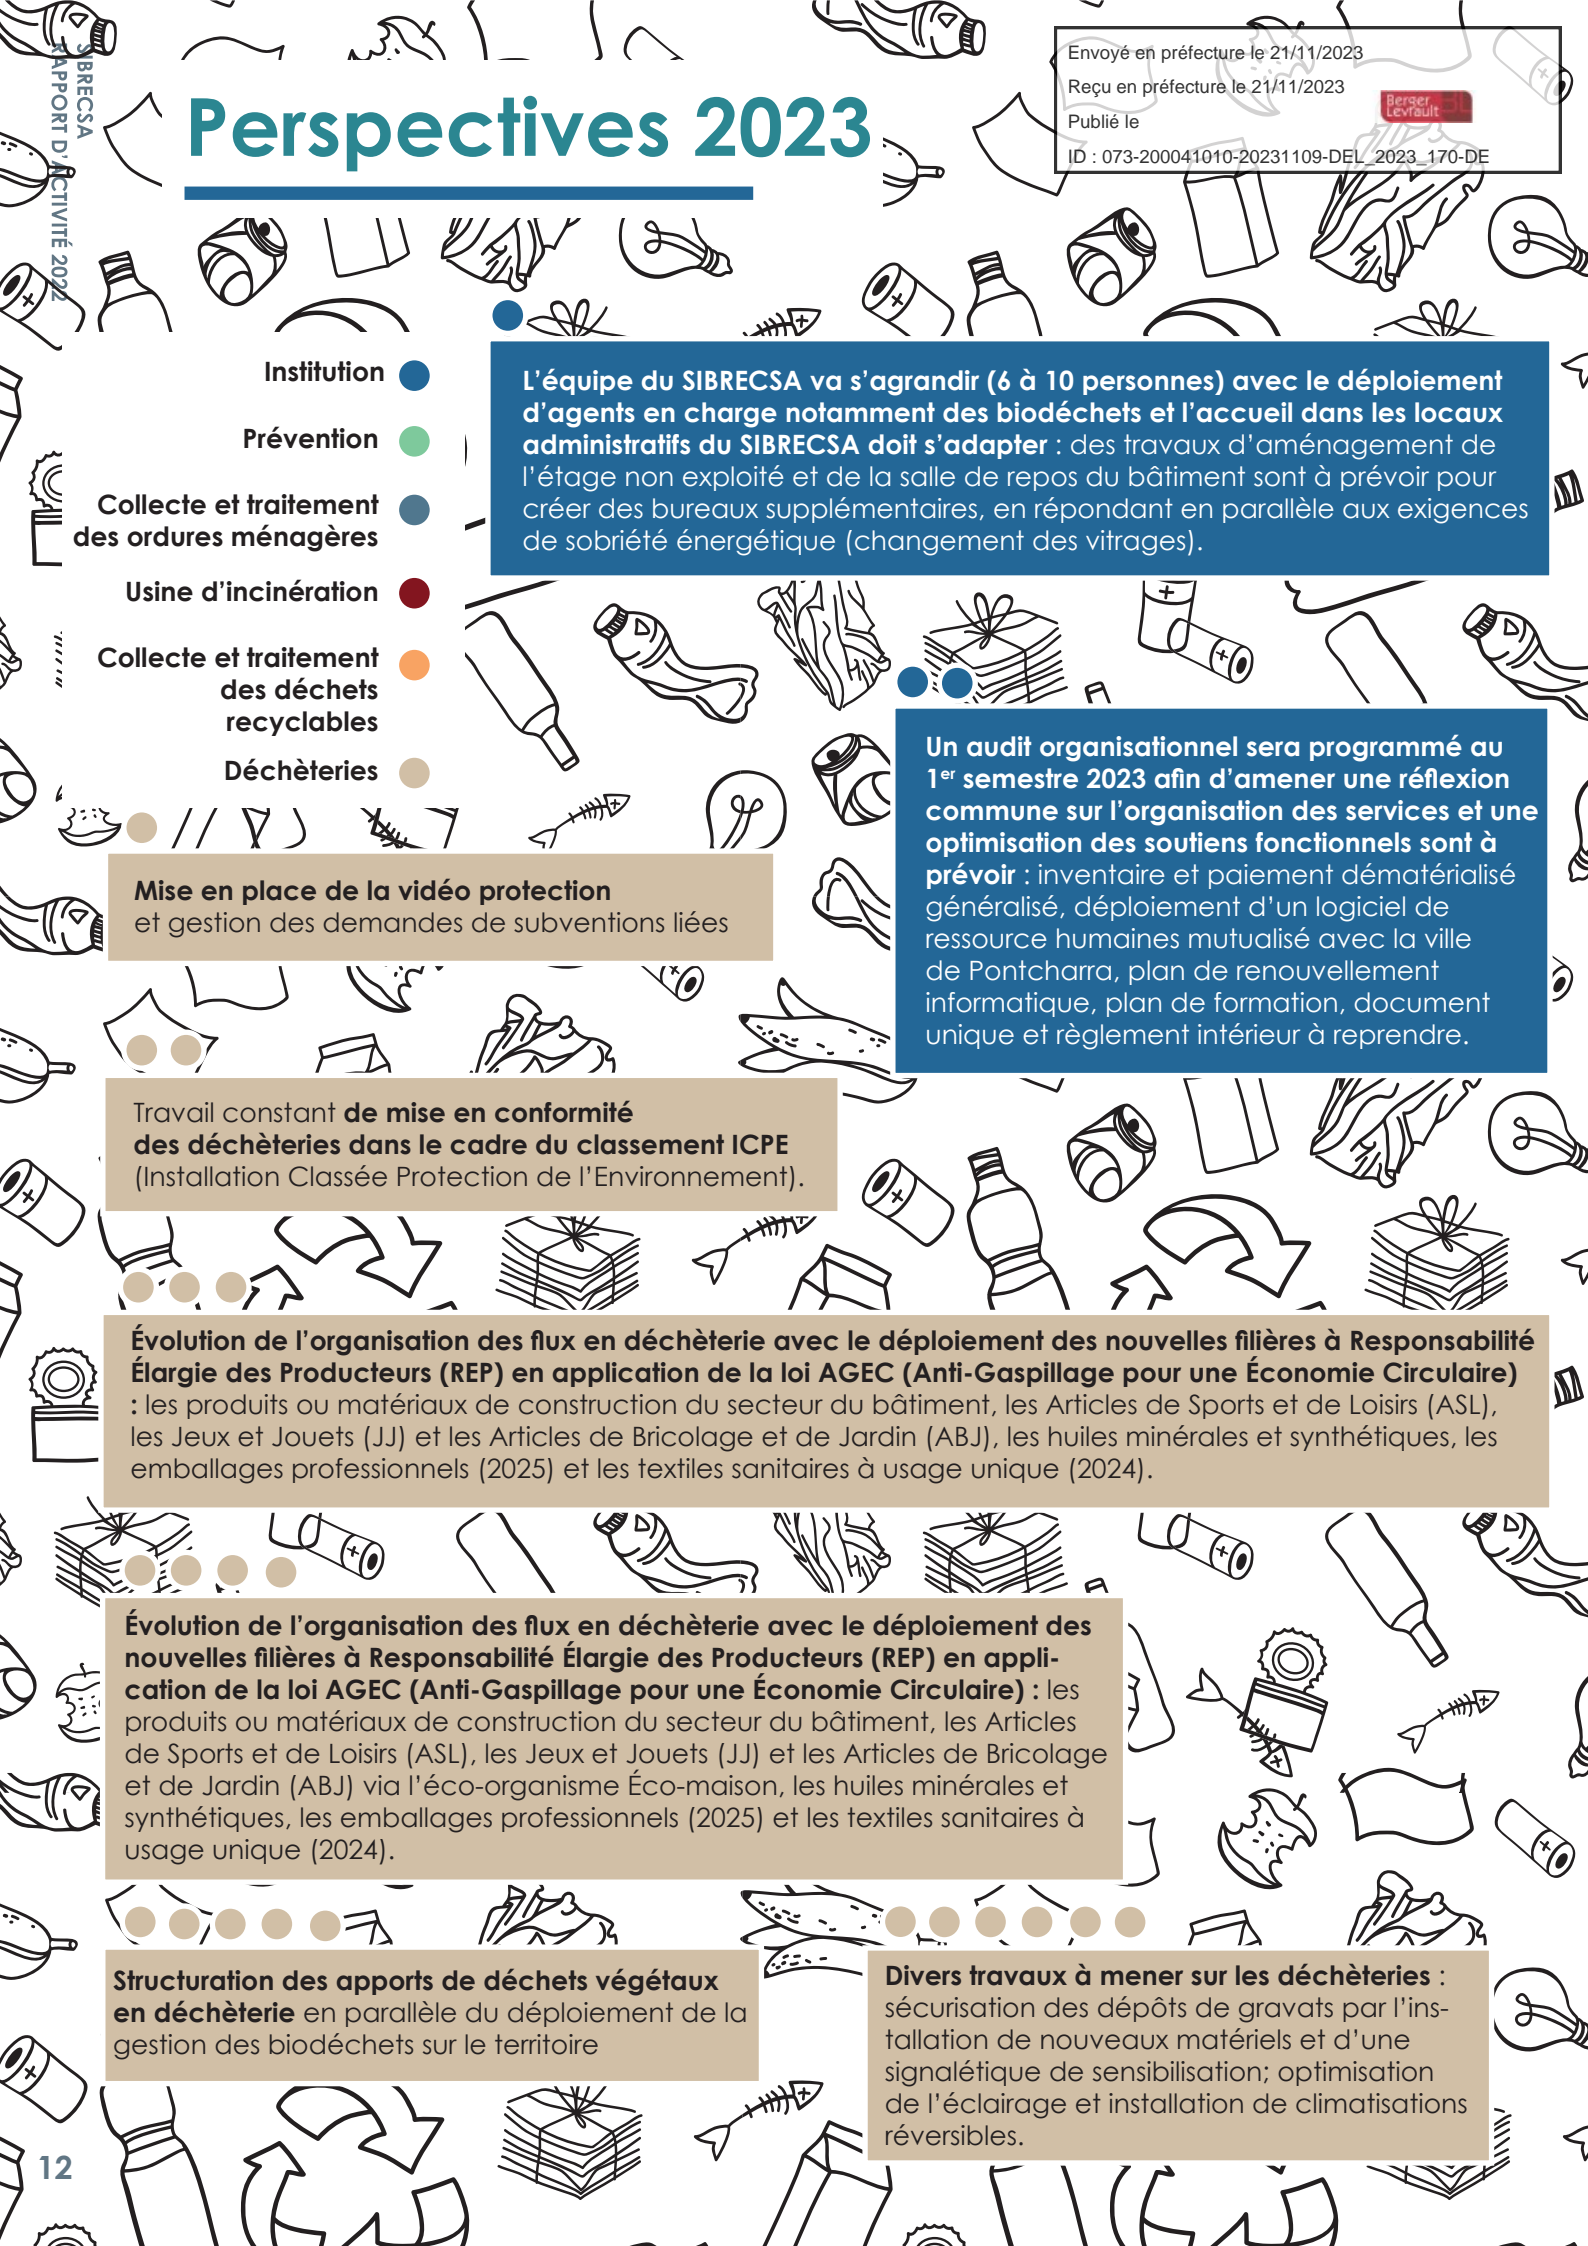 SIBRECSA
RAPPORT D'ACTIVITÉ 2022
Envoyé en préfecture le 21/11/2023
Reçu en préfecture le 21/11/2023
Berger
Levrault
Publié le
ID : 073-200041010-20231109-DEL_2023_170-DE
Perspectives 2023
Institution
Prévention
Collecte et traitement
des ordures ménagères
Usine d'incinération
Collecte et traitement
des déchets
recyclables
Déchèteries
L'équipe du SIBRECSA va s'agrandir (6 à 10 personnes) avec le déploiement
d'agents en charge notamment des biodéchets et l'accueil dans les locaux
administratifs du SIBRECSA doit s'adapter : des travaux d'aménagement de
l'étage non exploité et de la salle de repos du bâtiment sont à prévoir pour
créer des bureaux supplémentaires, en répondant en parallèle aux exigences
de sobriété énergétique (changement des vitrages).
Un audit organisationnel sera programmé au
1er semestre 2023 afin d'amener une réflexion
commune sur l'organisation des services et une
optimisation des soutiens fonctionnels sont à
prévoir : inventaire et paiement dématérialisé
généralisé, déploiement d'un logiciel de
ressource humaines mutualisé avec la ville
de Pontcharra, plan de renouvellement
informatique, plan de formation, document
unique et règlement intérieur à reprendre.
Mise en place de la vidéo protection
et gestion des demandes de subventions liées
Travail constant de mise en conformité
des déchèteries dans le cadre du classement ICPE
(Installation Classée Protection de l'Environnement).
Évolution de l'organisation des flux en déchèterie avec le déploiement des nouvelles filières à Responsabilité
Élargie des Producteurs (REP) en application de la loi AGEC (Anti-Gaspillage pour une Économie Circulaire)
: les produits ou matériaux de construction du secteur du bâtiment, les Articles de Sports et de Loisirs (ASL),
les Jeux et Jouets (JJ) et les Articles de Bricolage et de Jardin (ABJ), les huiles minérales et synthétiques, les
emballages professionnels (2025) et les textiles sanitaires à usage unique (2024).
Évolution de l'organisation des flux en déchèterie avec le déploiement des
nouvelles filières à Responsabilité Élargie des Producteurs (REP) en appli-
cation de la loi AGEC (Anti-Gaspillage pour une Économie Circulaire) : les
produits ou matériaux de construction du secteur du bâtiment, les Articles
de Sports et de Loisirs (ASL), les Jeux et Jouets (JJ) et les Articles de Bricolage
et de Jardin (ABJ) via l'éco-organisme Éco-maison, les huiles minérales et
synthétiques, les emballages professionnels (2025) et les textiles sanitaires à
usage unique (2024).
Structuration des apports de déchets végétaux
en déchèterie en parallèle du déploiement de la
gestion des biodéchets sur le territoire
Divers travaux à mener sur les déchèteries :
sécurisation des dépôts de gravats par l'ins-
tallation de nouveaux matériels et d'une
signalétique de sensibilisation; optimisation
de l'éclairage et installation de climatisations
réversibles.
12